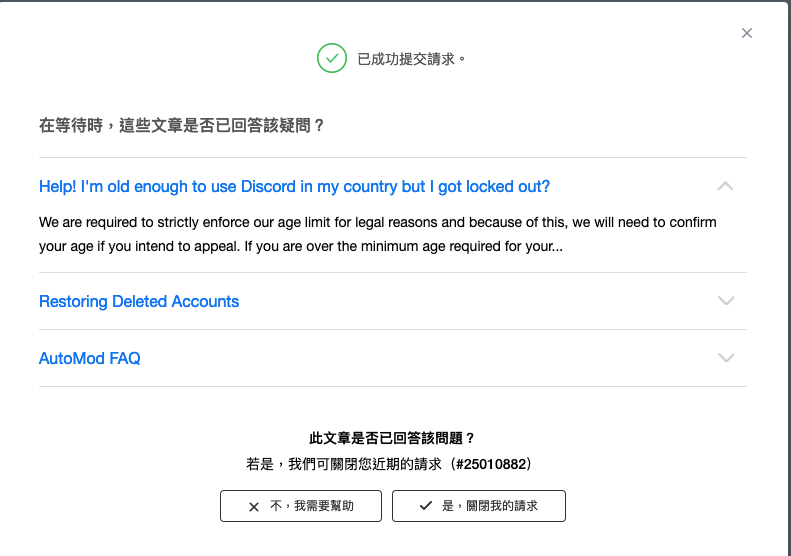 已成功提交請求。
在等待時，這些文章是否已回答該疑問？
Help! I'm old enough to use Discord in my country but I got locked out?
We are required to strictly enforce our age limit for legal reasons and because of this, we will need to confirm
your age if you intend to appeal. If you are over the minimum age required for your...
Restoring Deleted Accounts
AutoMod FAQ
此文章是否已回答該問題？
若是，我們可關閉您近期的請求（#25010882）
不，我需要幫助
是，關閉我的請求